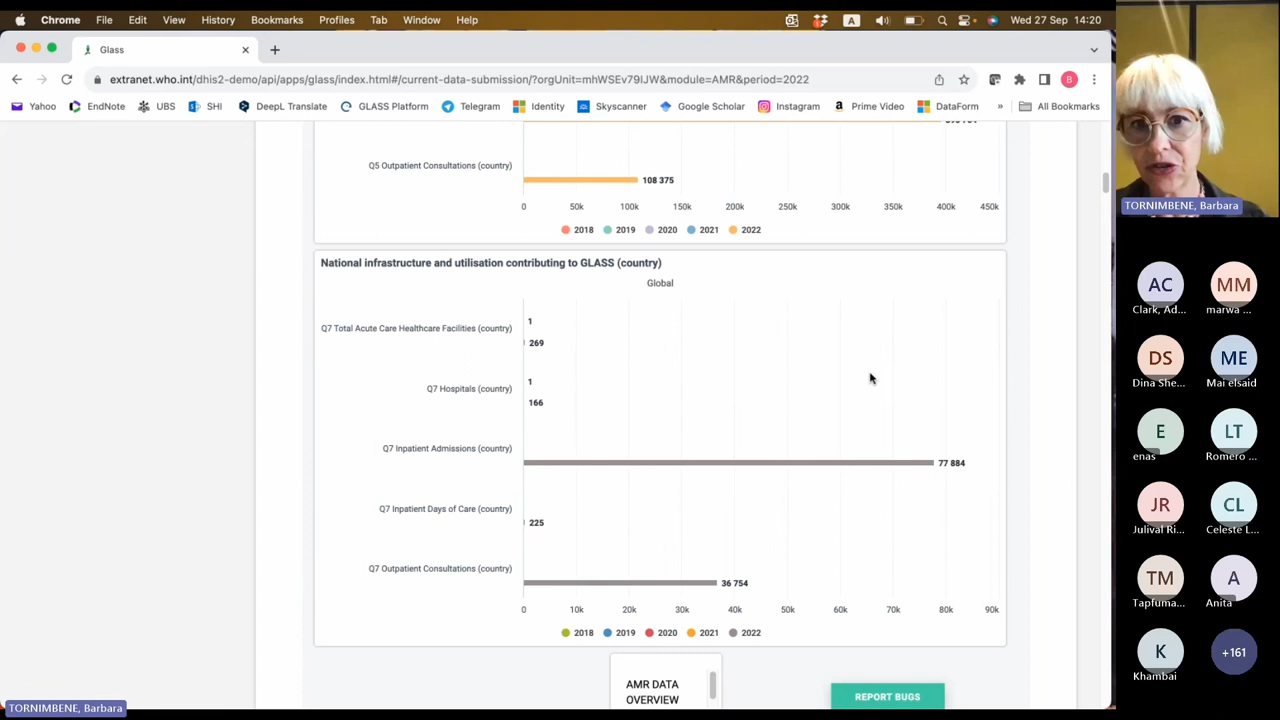 Chrome File Edit View History Bookmarks Profiles Tab Window Help A Wed 27 Sep 14:20
Glass
extranet.who.int/dhis2-demo/api/apps/glass/index.html#/current-data-submission/?orgUnit=mhWSEv79IJW&module=AMR&period=2022
B
Yahoo EndNote UBS SHI DeepL Translate GLASS Platform Telegram Identity Skyscanner Google Scholar Instagram Prime Video DataForm » All Bookmarks
Q5 Outpatient Consultations (country)
108 375
0 50k 100k 150k 200k 250k 300k 350k 400k 450k
2018 2019 2020 2021 2022
National infrastructure and utilisation contributing to GLASS (country)
Global
Q7 Total Acute Care Healthcare Facilities (country)
1
269
Q7 Hospitals (country)
1
166
Q7 Inpatient Admissions (country)
77 884
Q7 Inpatient Days of Care (country)
225
Q7 Outpatient Consultations (country)
36 754
0 10k 20k 30k 40k 50k 60k 70k 80k 90k
2018 2019 2020 2021 2022
AMR DATA
OVERVIEW
REPORT BUGS
TORNIMBENE, Barbara
TORNIMBENE, Barbara
AC MM
Clark, Ad... marwa ...
DS ME
Dina She... Mai elsaid
E LT
enas Romero ...
JR CL
Julival Ri... Celeste L...
TM A
Tapfuma... Anita
K +161
Khambai